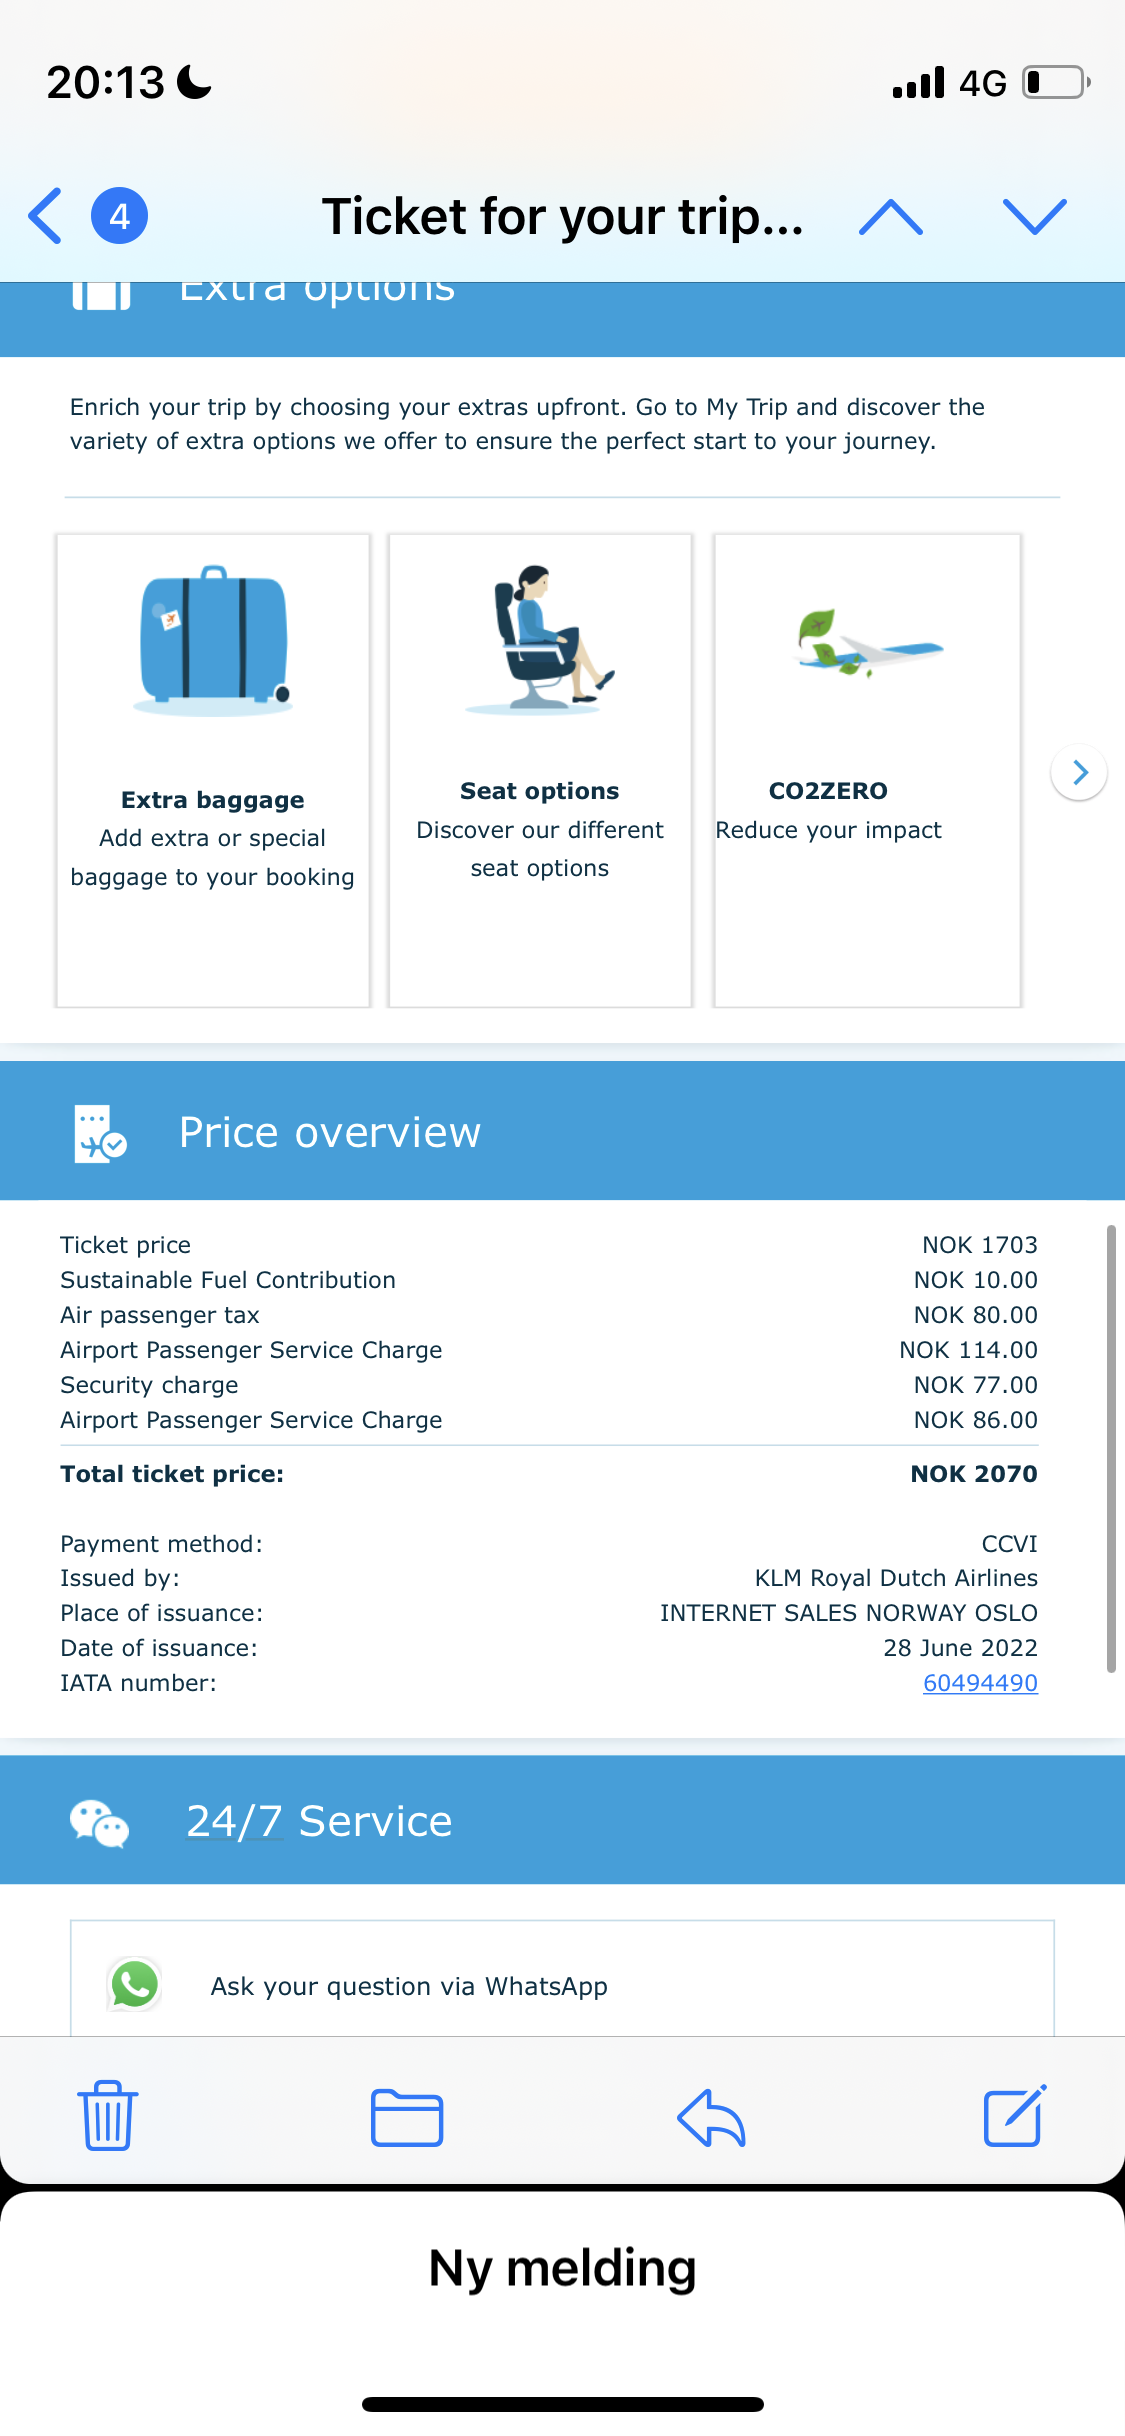 20:13
4G
4
Ticket for your trip...
Extra options
Enrich your trip by choosing your extras upfront. Go to My Trip and discover the
variety of extra options we offer to ensure the perfect start to your journey.
Extra baggage
Add extra or special
baggage to your booking
Seat options
Discover our different
seat options
CO2ZERO
Reduce your impact
Price overview
Ticket price NOK 1703
Sustainable Fuel Contribution NOK 10.00
Air passenger tax NOK 80.00
Airport Passenger Service Charge NOK 114.00
Security charge NOK 77.00
Airport Passenger Service Charge NOK 86.00
Total ticket price: NOK 2070
Payment method: CCVI
Issued by: KLM Royal Dutch Airlines
Place of issuance: INTERNET SALES NORWAY OSLO
Date of issuance: 28 June 2022
IATA number: 60494490
24/7 Service
Ask your question via WhatsApp
Ny melding